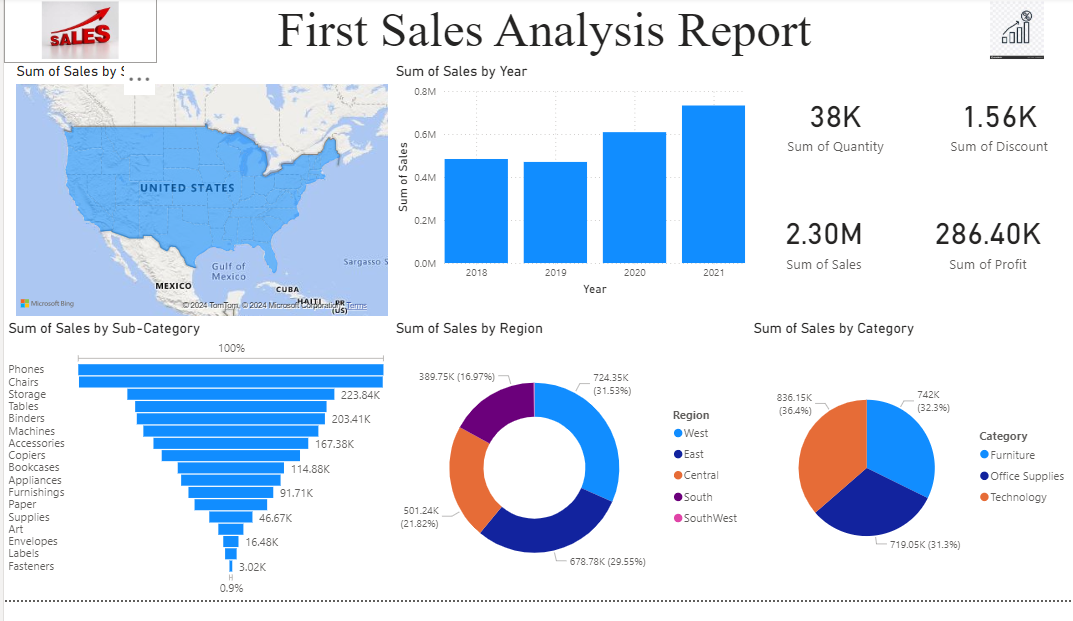 SALES
First Sales Analysis Report
Sum of Sales by S
Sum of Sales by Year
UNITED STATES
MEXICO
Gulf of
Mexico
CUBA
HAITI
PR
(US)
Sargasso S
Microsoft Bing
© 2024 TomTom, © 2024 Microsoft Corporation, Terms
Sum of Sales
0.8M
0.6M
0.4M
0.2M
0.0M
2018 2019 2020 2021
Year
38K
Sum of Quantity
1.56K
Sum of Discount
2.30M
Sum of Sales
286.40K
Sum of Profit
Sum of Sales by Sub-Category
100%
Phones
Chairs
Storage 223.84K
Tables
Binders 203.41K
Machines
Accessories 167.38K
Copiers
Bookcases 114.88K
Appliances
Furnishings 91.71K
Paper
Supplies 46.67K
Art
Envelopes 16.48K
Labels
Fasteners 3.02K
0.9%
Sum of Sales by Region
389.75K (16.97%)
724.35K
(31.53%)
501.24K
(21.82%)
678.78K (29.55%)
Region
West
East
Central
South
SouthWest
Sum of Sales by Category
836.15K
(36.4%)
742K
(32.3%)
719.05K (31.3%)
Category
Furniture
Office Supplies
Technology